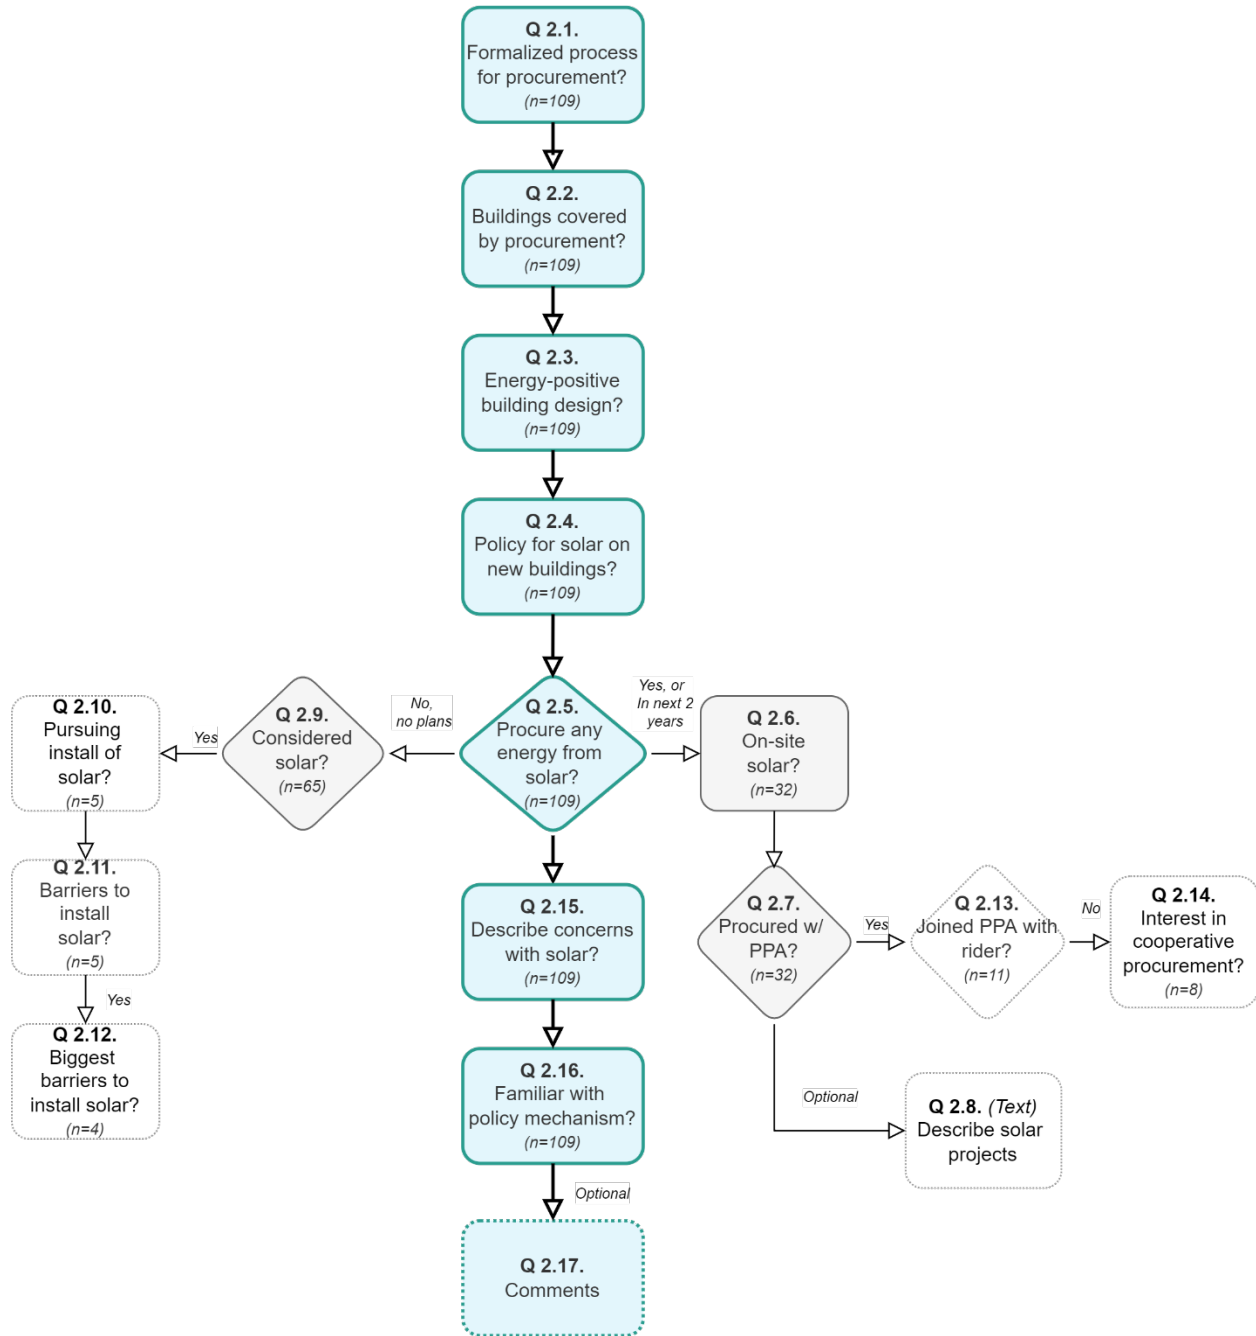 Q 2.1.
Formalized process
for procurement?
(n=109)
Q 2.2.
Buildings covered
by procurement?
(n=109)
Q 2.3.
Energy-positive
building design?
(n=109)
Q 2.4.
Policy for solar on
new buildings?
(n=109)
Q 2.5.
Procure any
energy from
solar?
(n=109)
No,
no plans
Q 2.9.
Considered
solar?
(n=65)
Yes
Q 2.10.
Pursuing
install of
solar?
(n=5)
Q 2.11.
Barriers to
install
solar?
(n=5)
Yes
Q 2.12.
Biggest
barriers to
install solar?
(n=4)
Yes, or
In next 2
years
Q 2.6.
On-site
solar?
(n=32)
Q 2.7.
Procured w/
PPA?
(n=32)
Yes
Q 2.13.
Joined PPA with
rider?
(n=11)
No
Q 2.14.
Interest in
cooperative
procurement?
(n=8)
Optional
Q 2.8. (Text)
Describe solar
projects
Q 2.15.
Describe concerns
with solar?
(n=109)
Q 2.16.
Familiar with
policy mechanism?
(n=109)
Optional
Q 2.17.
Comments